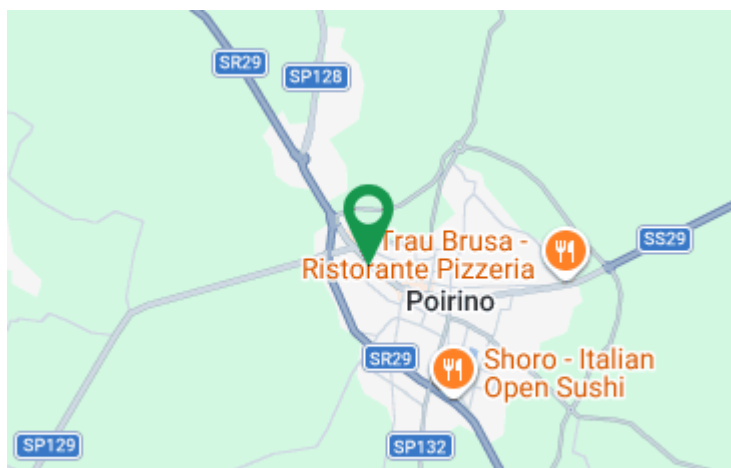 SR29
SP128
SS29
Trau Brusa -
Ristorante Pizzeria
Poirino
SR29
Shoro - Italian
Open Sushi
SP129
SP132